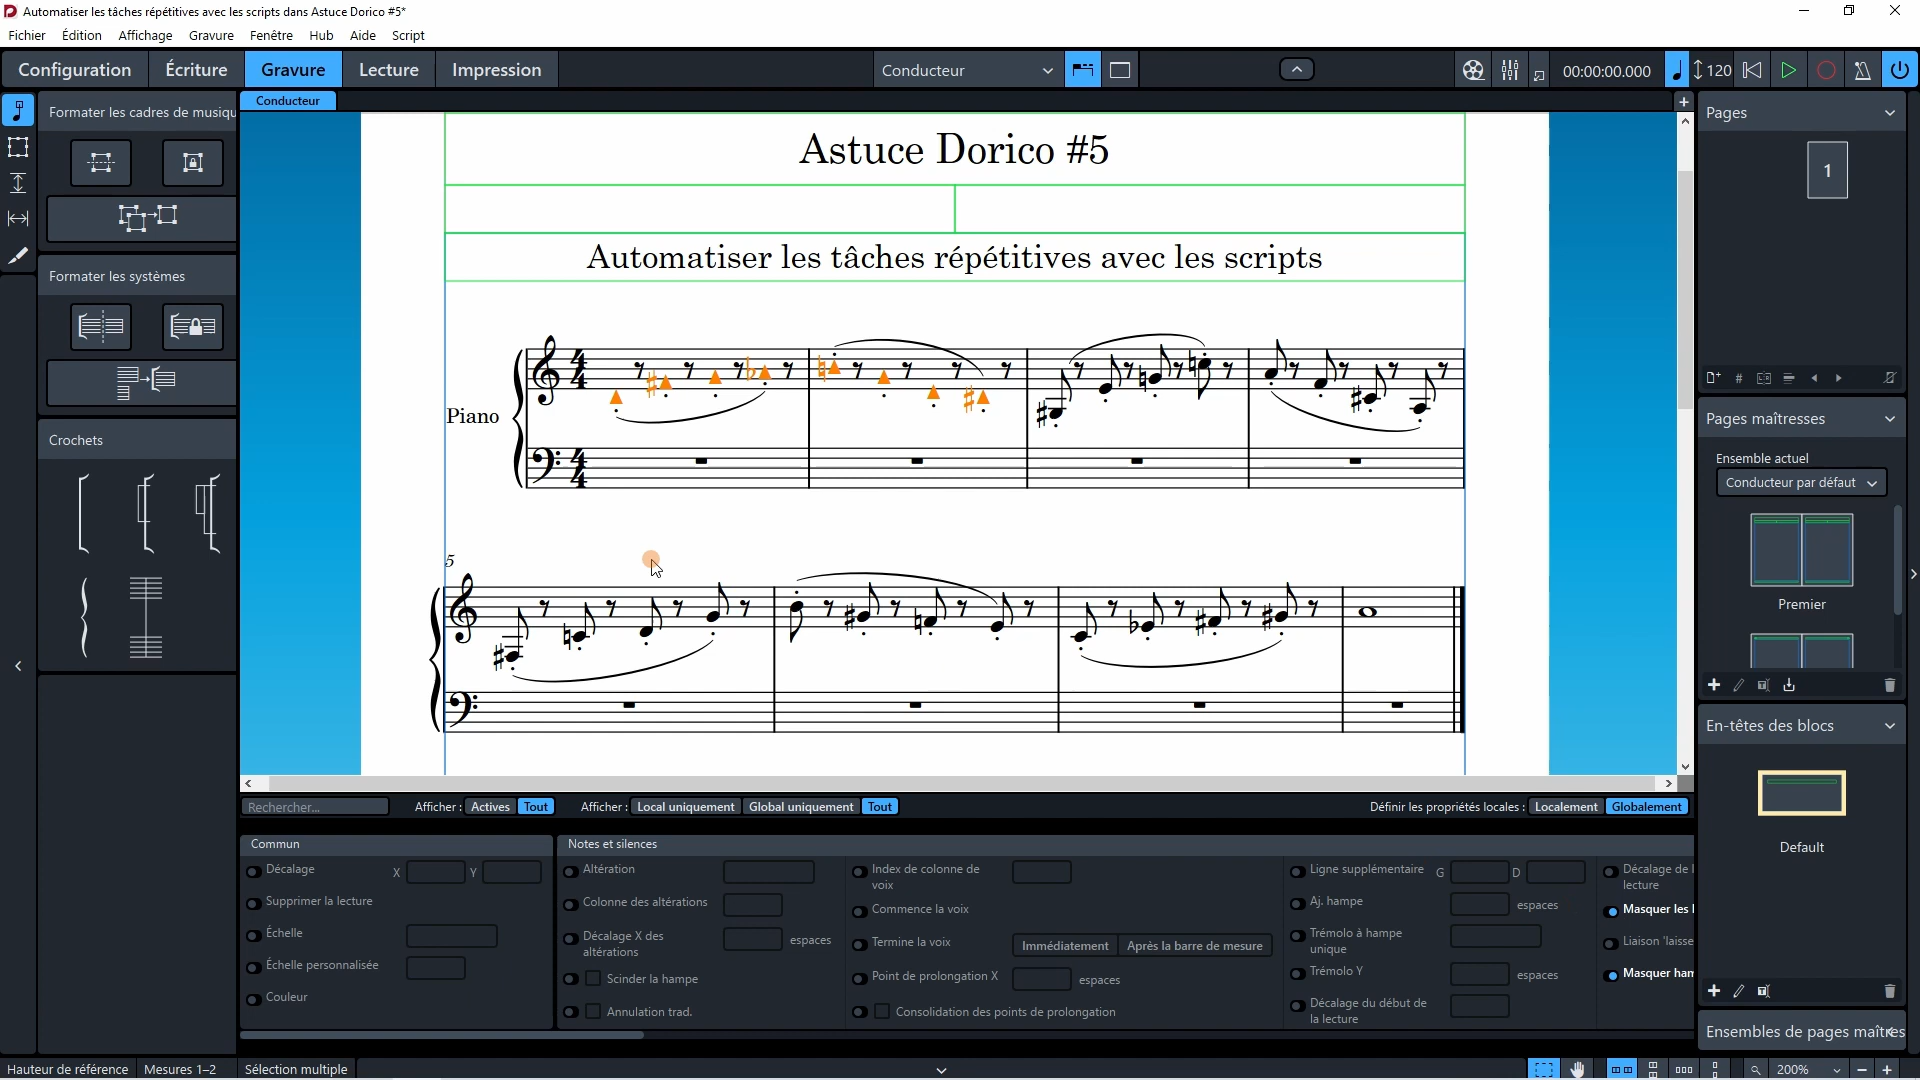 Automatiser les tâches répétitives avec les scripts dans Astuce Dorico #5*
Fichier Édition Affichage Gravure Fenêtre Hub Aide Script
Configuration Écriture Gravure Lecture Impression
Conducteur
00:00:00.000
120
Formater les cadres de musiqu
Conducteur
Pages
1
Astuce Dorico #5
Automatiser les tâches répétitives avec les scripts
Formater les systèmes
Piano
Crochets
5
Pages maîtresses
Ensemble actuel
Conducteur par défaut
Premier
En-têtes des blocs
Default
Ensembles de pages maîtres
Rechercher... Afficher : Actives Tout Afficher : Local uniquement Global uniquement Tout Définir les propriétés locales : Localement Globalement
Commun
Décalage X Y
Supprimer la lecture
Échelle
Échelle personnalisée
Couleur
Notes et silences
Altération
Colonne des altérations
Décalage X des altérations espaces
Scinder la hampe
Annulation trad.
Index de colonne de voix
Commence la voix
Termine la voix Immédiatement Après la barre de mesure
Point de prolongation X espaces
Consolidation des points de prolongation
Ligne supplémentaire G D
Aj. hampe espaces
Trémolo à hampe unique
Trémolo Y espaces
Décalage du début de la lecture
Décalage de l
lecture
Masquer les l
Liaison 'laisse
Masquer ham
Hauteur de référence Mesures 1–2 Sélection multiple 200%